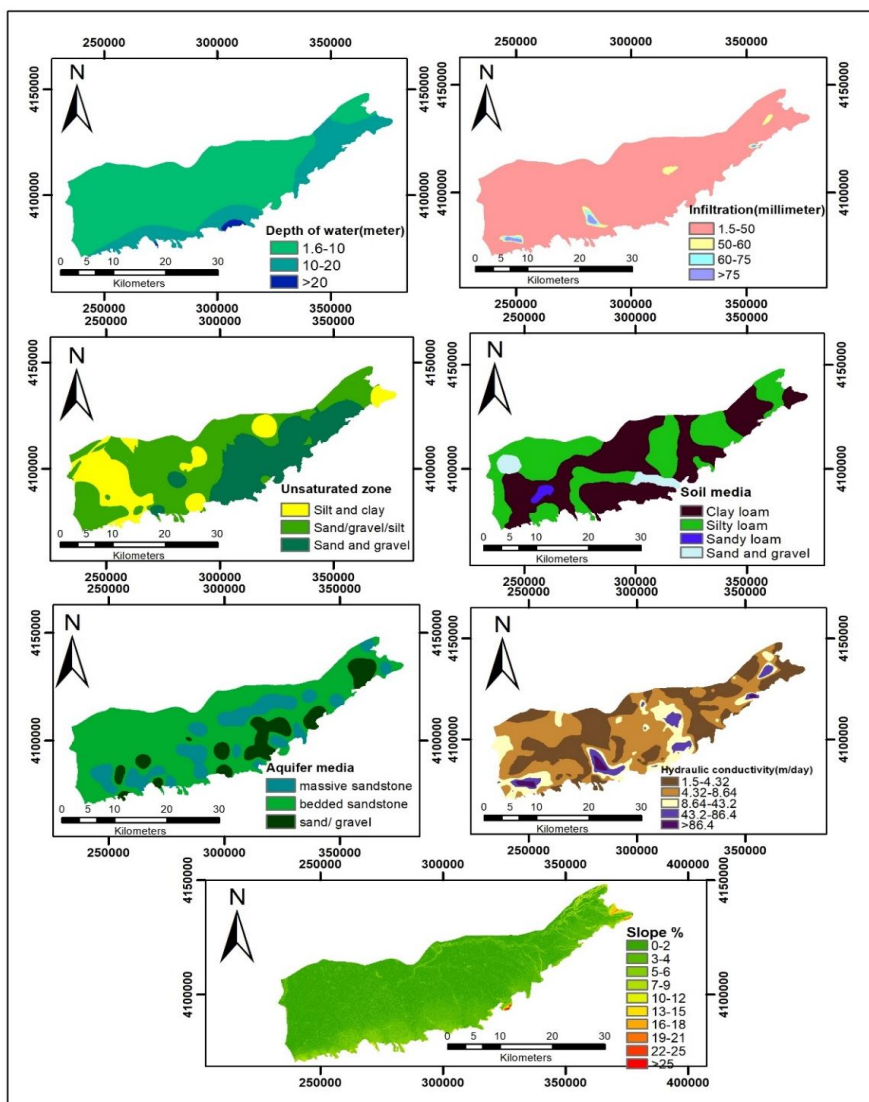 250000 300000 350000
N
4150000
4100000
Depth of water(meter)
1.6-10
10-20
>20
0 5 10 20 30
Kilometers
250000 300000 350000
250000 300000 350000
N
4150000
4100000
Infiltration(millimeter)
1.5-50
50-60
60-75
>75
0 5 10 20 30
Kilometers
250000 300000 350000
N
4150000
4100000
Unsaturated zone
Silt and clay
Sand/gravel/silt
Sand and gravel
0 5 10 20 30
Kilometers
250000 300000 350000
N
4150000
4100000
Soil media
Clay loam
Silty loam
Sandy loam
Sand and gravel
0 5 10 20 30
Kilometers
250000 300000 350000
N
4150000
4100000
Aquifer media
massive sandstone
bedded sandstone
sand/ gravel
0 5 10 20 30
Kilometers
250000 300000 350000
N
4150000
4100000
Hydraulic conductivity(m/day)
1.5-4.32
4.32-8.64
8.64-43.2
43.2-86.4
>86.4
0 5 10 20 30
Kilometers
250000 300000 350000 400000
N
4150000
4100000
Slope %
0-2
3-4
5-6
7-9
10-12
13-15
16-18
19-21
22-25
>25
0 5 10 20 30
Kilometers
250000 300000 350000 400000